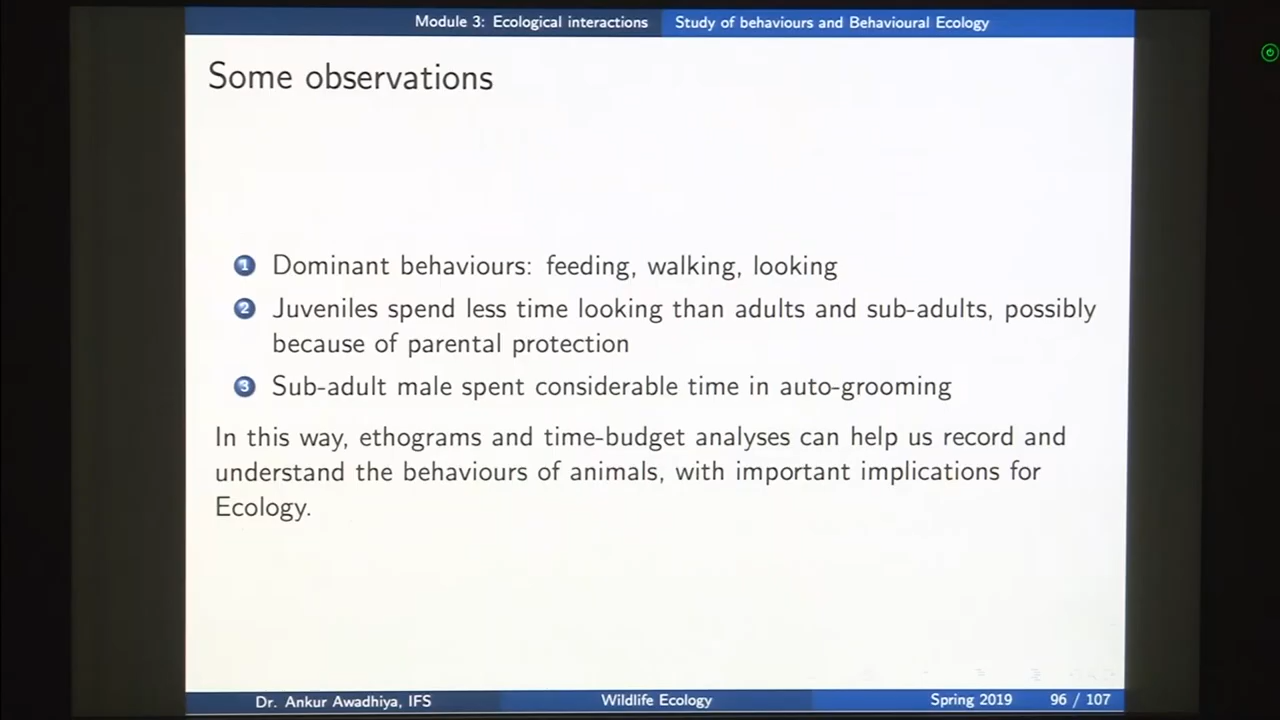 Module 3: Ecological interactions Study of behaviours and Behavioural Ecology
Some observations
1 Dominant behaviours: feeding, walking, looking
2 Juveniles spend less time looking than adults and sub-adults, possibly
because of parental protection
3 Sub-adult male spent considerable time in auto-grooming
In this way, ethograms and time-budget analyses can help us record and
understand the behaviours of animals, with important implications for
Ecology.
Dr. Ankur Awadhiya, IFS Wildlife Ecology Spring 2019 96 / 107